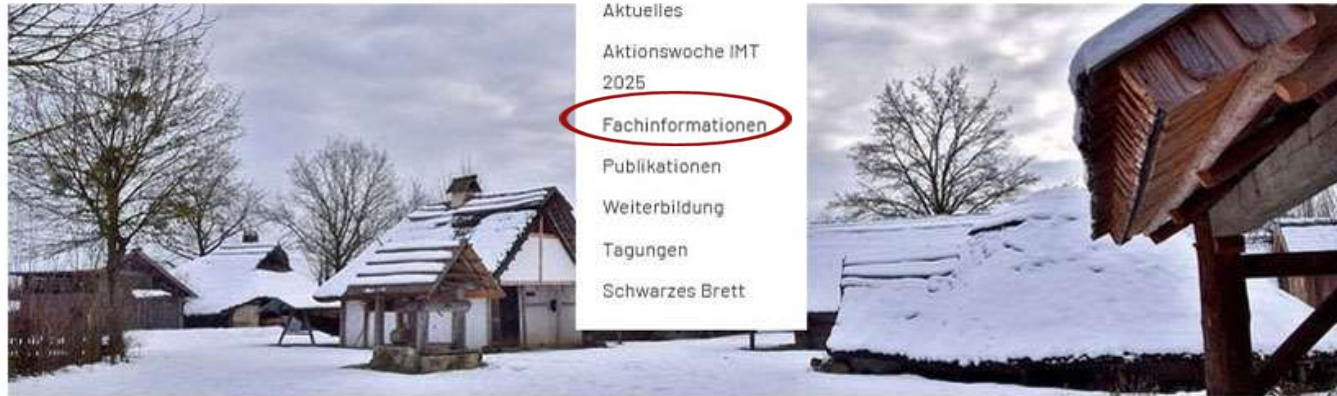 Aktuelles
Aktionswoche IMT
2025
Fachinformationen
Publikationen
Weiterbildung
Tagungen
Schwarzes Brett